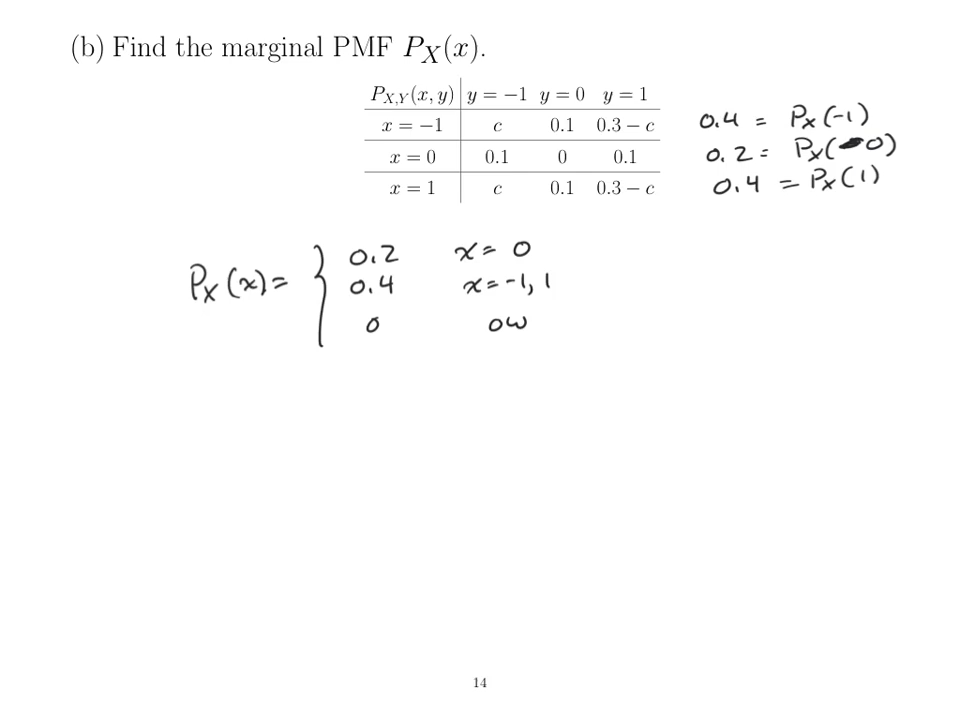 (b) Find the marginal PMF P_X(x).
P_{X,Y}(x, y) y = −1 y = 0 y = 1
x = −1 c 0.1 0.3 − c 0.4 = P_X(-1)
x = 0 0.1 0 0.1 0.2 = P_X(0)
x = 1 c 0.1 0.3 − c 0.4 = P_X(1)
P_X(x) = { 0.2 x = 0
0.4 x = -1, 1
0 ow
14